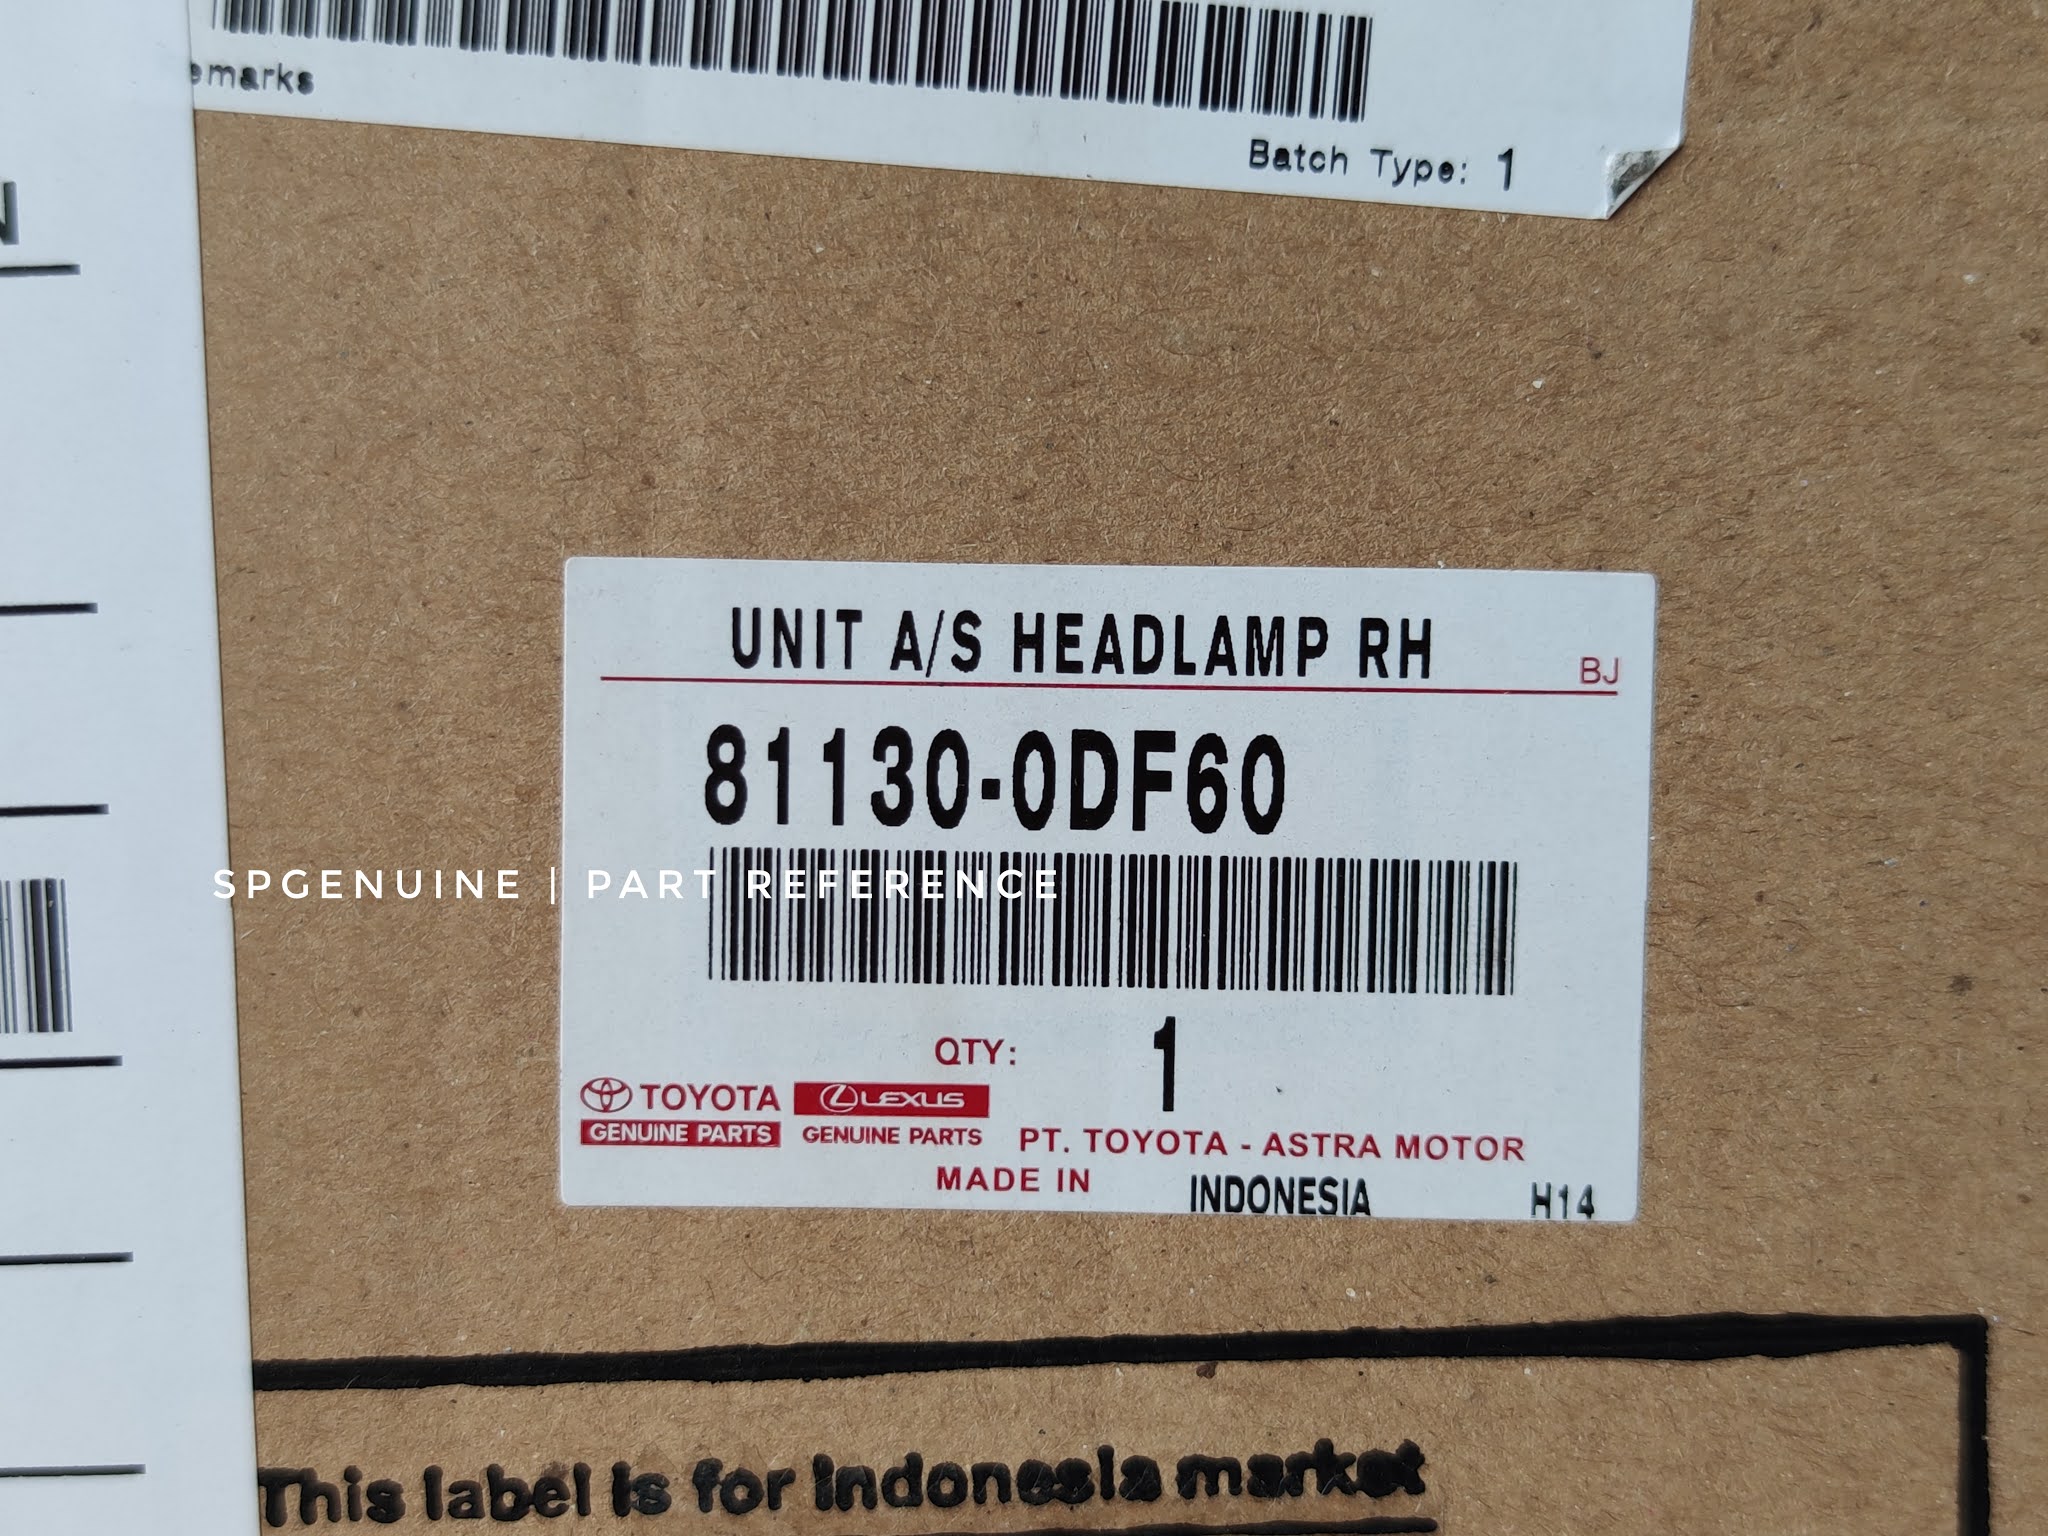 emarks
Batch Type: 1
N
UNIT A/S HEADLAMP RH
BJ
81130-0DF60
SPGENUINE | PART REFERENCE
QTY: 1
TOYOTA
GENUINE PARTS
LEXUS
GENUINE PARTS
PT. TOYOTA - ASTRA MOTOR
MADE IN INDONESIA H14
This label is for Indonesia market